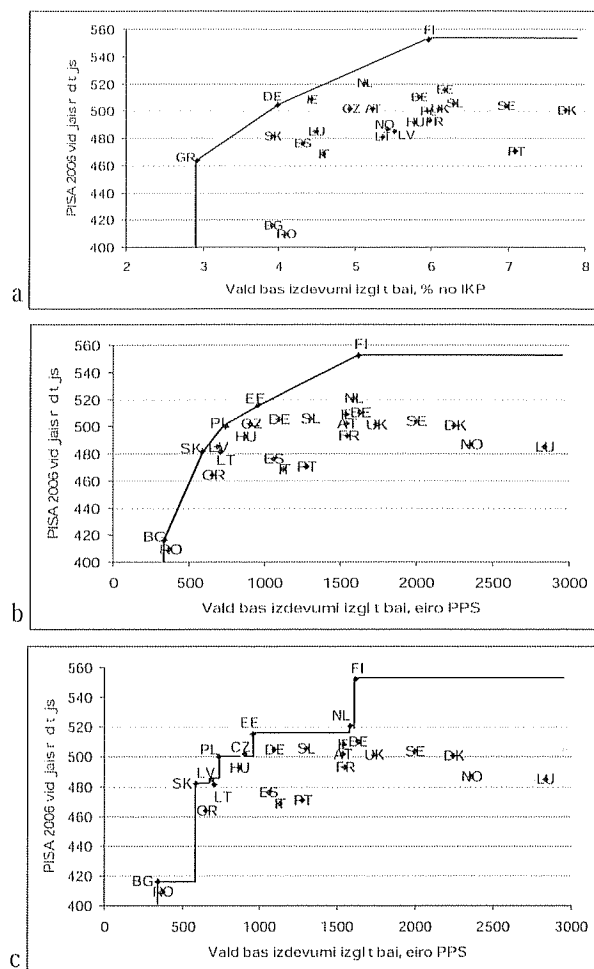 a
PISA 2006 vid jais r d t js
560
540
520
500
480
460
440
420
400
FI
NL
EE
DE IE DE SL
CZ AT UK SE DK
NO FR
SK LU HU
ES LT LV
GR IT PT
BG
RO
2 3 4 5 6 7 8
Vald bas izdevumi izgl t bai, % no IKP
b
PISA 2006 vid jais r d t js
560
540
520
500
480
460
440
420
400
FI
EE NL
IE DE
PL CZ DE SL AT UK SE DK
HU FR
SK LV NO LU
LT ES
GR IT PT
BG
RO
0 500 1000 1500 2000 2500 3000
Vald bas izdevumi izgl t bai, eiro PPS
c
PISA 2006 vid jais r d t js
560
540
520
500
480
460
440
420
400
FI
EE NL
IE DE
PL CZ DE SL AT UK SE DK
HU FR
SK LV NO LU
LT ES
GR IT PT
BG
RO
0 500 1000 1500 2000 2500 3000
Vald bas izdevumi izgl t bai, eiro PPS